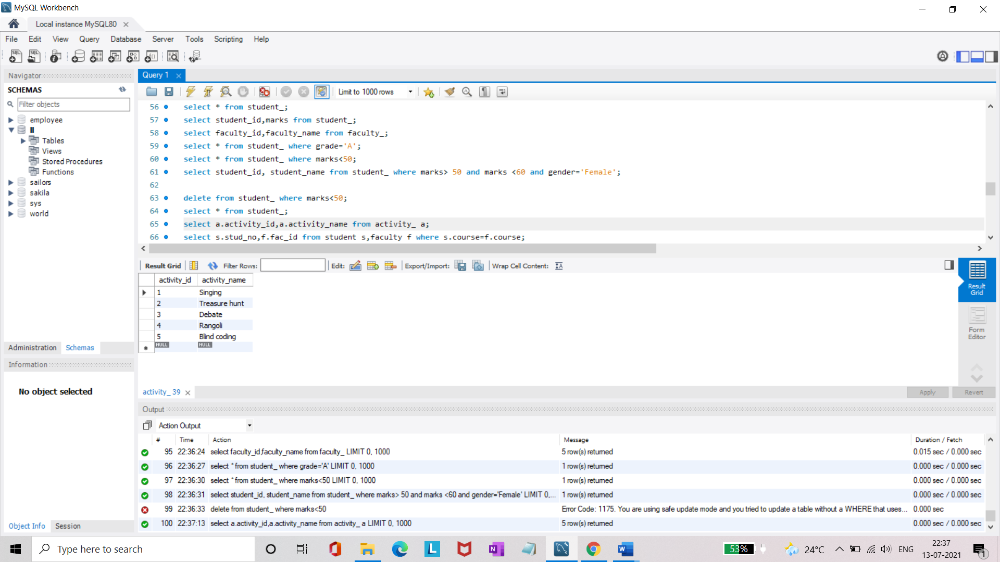 MySQL Workbench
Local instance MySQL80
File Edit View Query Database Server Tools Scripting Help
Navigator
SCHEMAS
Filter objects
employee
ll
Tables
Views
Stored Procedures
Functions
sailors
sakila
sys
world
Administration Schemas
Information
No object selected
Object Info Session
Query 1
Limit to 1000 rows
56 select * from student_;
57 select student_id,marks from student_;
58 select faculty_id,faculty_name from faculty_;
59 select * from student_ where grade='A';
60 select * from student_ where marks<50;
61 select student_id, student_name from student_ where marks> 50 and marks <60 and gender='Female';
62
63 delete from student_ where marks<50;
64 select * from student_;
65 select a.activity_id,a.activity_name from activity_ a;
66 select s.stud_no,f.fac_id from student s,faculty f where s.course=f.course;
Result Grid Filter Rows: Edit: Export/Import: Wrap Cell Content:
activity_id activity_name
1 Singing
2 Treasure hunt
3 Debate
4 Rangoli
5 Blind coding
NULL NULL
Result Grid
Form Editor
activity_ 39
Apply Revert
Output
Action Output
# Time Action Message Duration / Fetch
95 22:36:24 select faculty_id,faculty_name from faculty_ LIMIT 0, 1000 5 row(s) returned 0.015 sec / 0.000 sec
96 22:36:27 select * from student_ where grade='A' LIMIT 0, 1000 1 row(s) returned 0.000 sec / 0.000 sec
97 22:36:30 select * from student_ where marks<50 LIMIT 0, 1000 1 row(s) returned 0.000 sec / 0.000 sec
98 22:36:31 select student_id, student_name from student_ where marks> 50 and marks <60 and gender='Female' LIMIT 0,... 1 row(s) returned 0.000 sec / 0.000 sec
99 22:36:33 delete from student_ where marks<50 Error Code: 1175. You are using safe update mode and you tried to update a table without a WHERE that uses... 0.000 sec
100 22:37:13 select a.activity_id,a.activity_name from activity_ a LIMIT 0, 1000 5 row(s) returned 0.000 sec / 0.000 sec
Type here to search
53%
24°C
ENG
22:37
13-07-2021
1